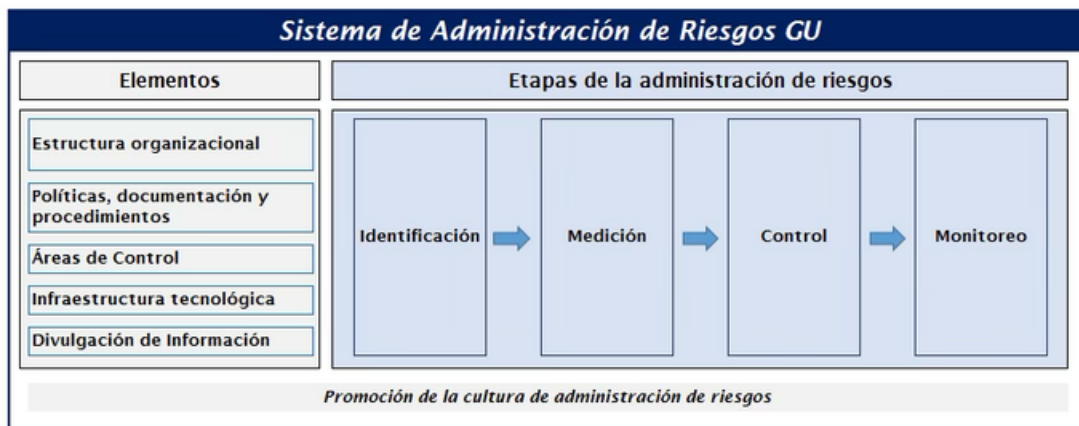 Sistema de Administración de Riesgos GU
Elementos
Etapas de la administración de riesgos
Estructura organizacional
Políticas, documentación y
procedimientos
Áreas de Control
Infraestructura tecnológica
Divulgación de Información
Identificación
Medición
Control
Monitoreo
Promoción de la cultura de administración de riesgos